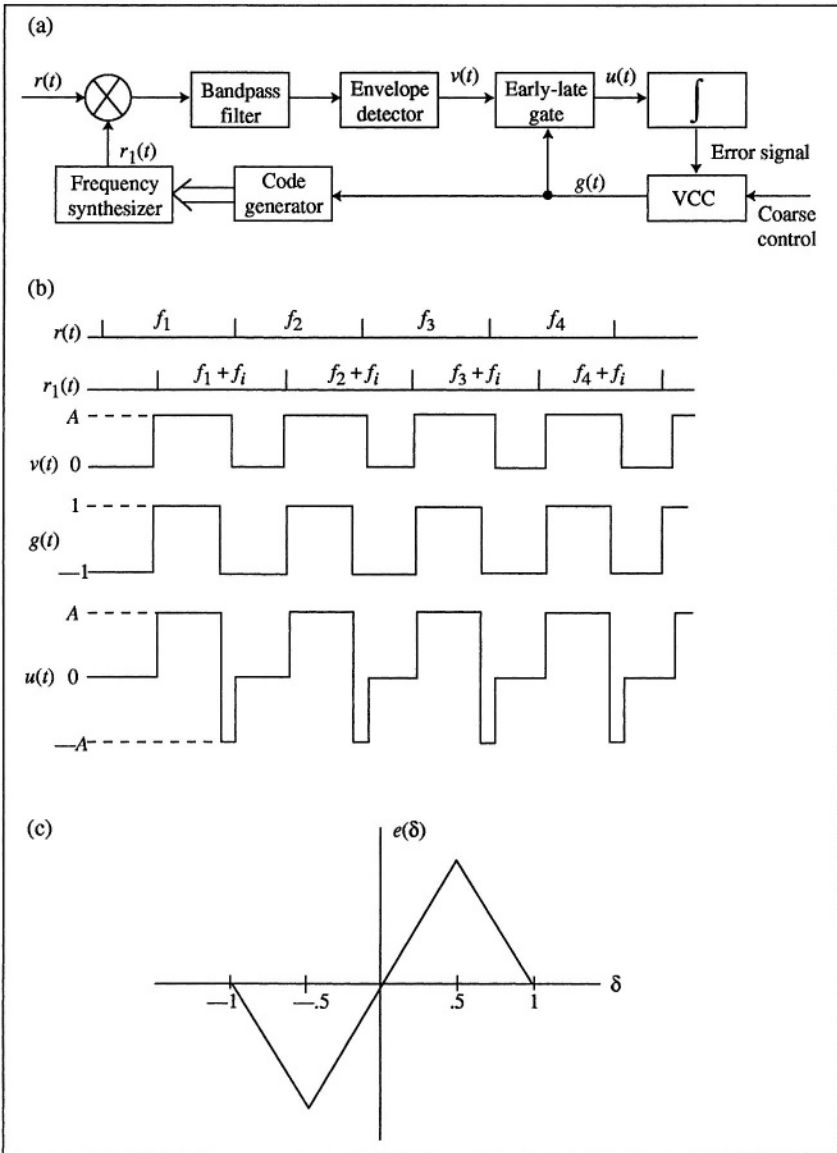 (a)
r(t)
Bandpass
filter
Envelope
detector
v(t)
Early-late
gate
u(t)
∫
r₁(t)
Error signal
Frequency
synthesizer
Code
generator
g(t)
VCC
Coarse
control
(b)
r(t) f₁ f₂ f₃ f₄
r₁(t) f₁ + fᵢ f₂ + fᵢ f₃ + fᵢ f₄ + fᵢ
A
v(t) 0
1
g(t)
—1
A
u(t) 0
—A
(c)
e(δ)
—1 —.5 .5 1 δ